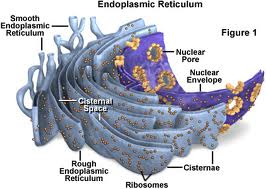 Endoplasmic Reticulum
Smooth
Endoplasmic
Reticulum
Figure 1
Nuclear
Pore
Nuclear
Envelope
Cisternal
Space
Rough
Endoplasmic
Reticulum
Ribosomes
Cisternae